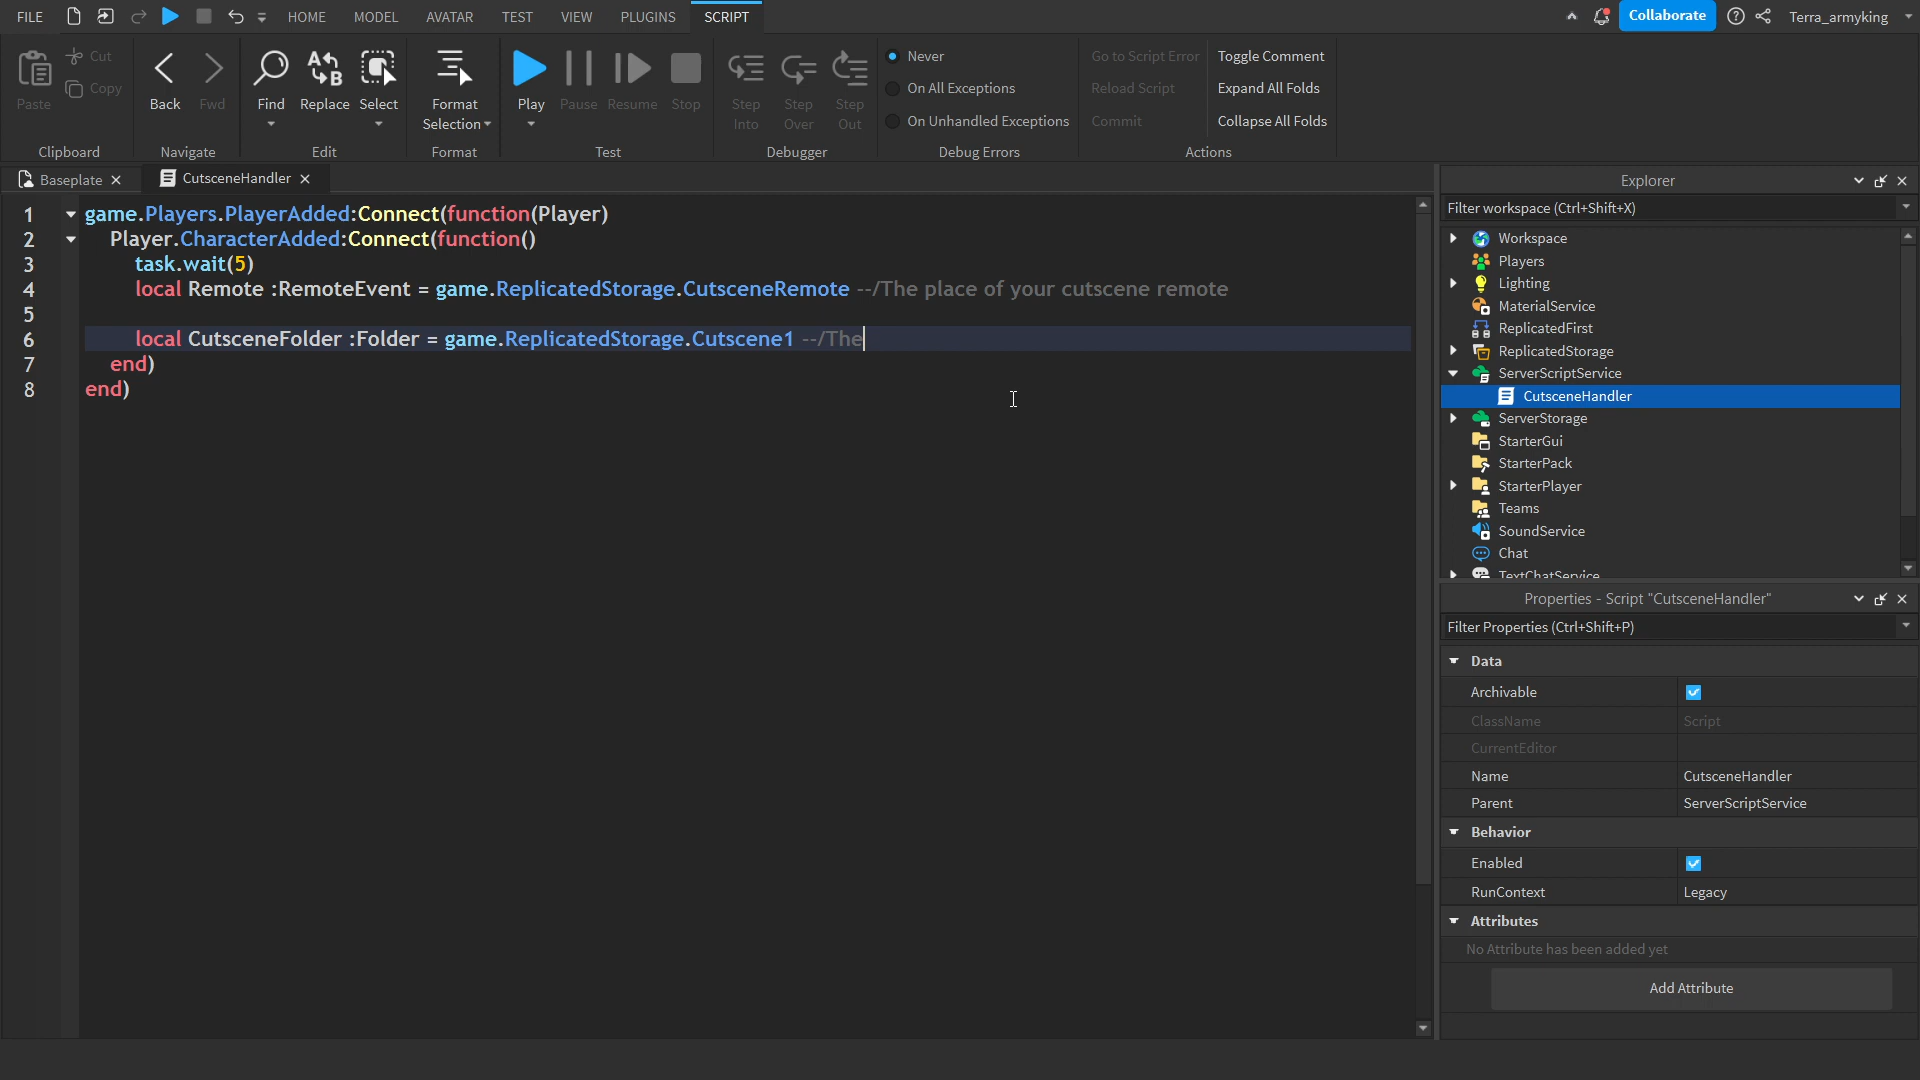 FILE HOME MODEL AVATAR TEST VIEW PLUGINS SCRIPT Collaborate Terra_armyking
Paste Cut Copy Back Fwd Find Replace Select Format Selection Play Pause Resume Stop Step Into Step Over Step Out
Never
On All Exceptions
On Unhandled Exceptions
Go to Script Error
Reload Script
Commit
Toggle Comment
Expand All Folds
Collapse All Folds
Clipboard Navigate Edit Format Test Debugger Debug Errors Actions
Baseplate CutsceneHandler
1 game.Players.PlayerAdded:Connect(function(Player)
2 Player.CharacterAdded:Connect(function()
3 task.wait(5)
4 local Remote :RemoteEvent = game.ReplicatedStorage.CutsceneRemote --/The place of your cutscene remote
5
6 local CutsceneFolder :Folder = game.ReplicatedStorage.Cutscene1 --/The
7 end)
8 end)
Explorer
Filter workspace (Ctrl+Shift+X)
Workspace
Players
Lighting
MaterialService
ReplicatedFirst
ReplicatedStorage
ServerScriptService
CutsceneHandler
ServerStorage
StarterGui
StarterPack
StarterPlayer
Teams
SoundService
Chat
TextChatService
Properties - Script "CutsceneHandler"
Filter Properties (Ctrl+Shift+P)
Data
Archivable
ClassName Script
CurrentEditor
Name CutsceneHandler
Parent ServerScriptService
Behavior
Enabled
RunContext Legacy
Attributes
No Attribute has been added yet
Add Attribute